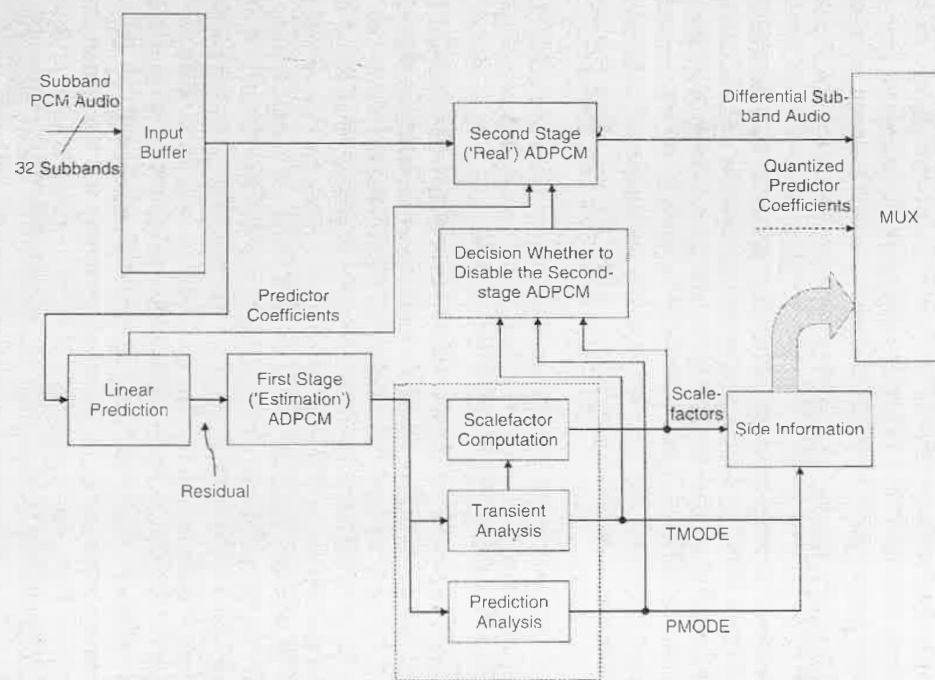 Subband
PCM Audio
32 Subbands
Input
Buffer
Second Stage
('Real') ADPCM
Differential Sub-
band Audio
Quantized
Predictor
Coefficients
MUX
Decision Whether to
Disable the Second-
stage ADPCM
Predictor
Coefficients
Linear
Prediction
First Stage
('Estimation')
ADPCM
Residual
Scalefactor
Computation
Scale-
factors
Side Information
Transient
Analysis
TMODE
Prediction
Analysis
PMODE